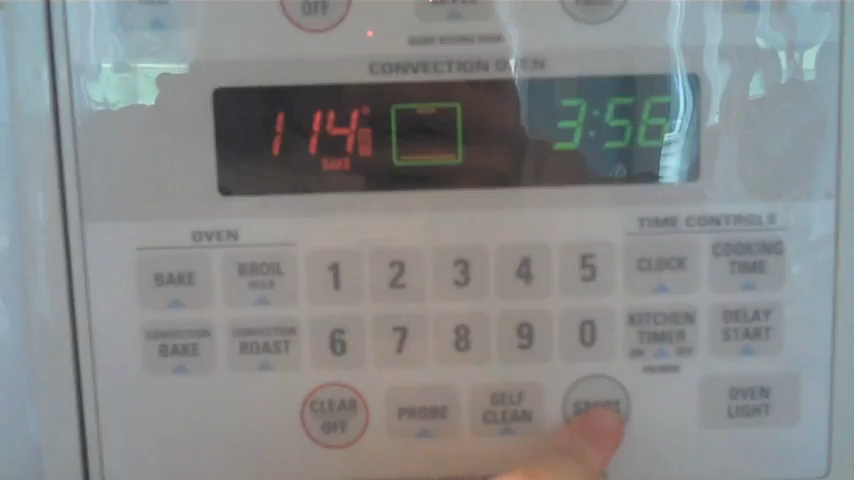 OFF
CONVECTION OVEN
114
BAKE
3:56
OVEN
TIME CONTROLS
BAKE
BROIL
1 2 3 4 5
CLOCK
COOKING
TIME
CONVECTION
BAKE
CONVECTION
ROAST
6 7 8 9 0
KITCHEN
TIMER
ON OFF
DELAY
START
CLEAR
OFF
PROBE
SELF
CLEAN
OVEN
LIGHT